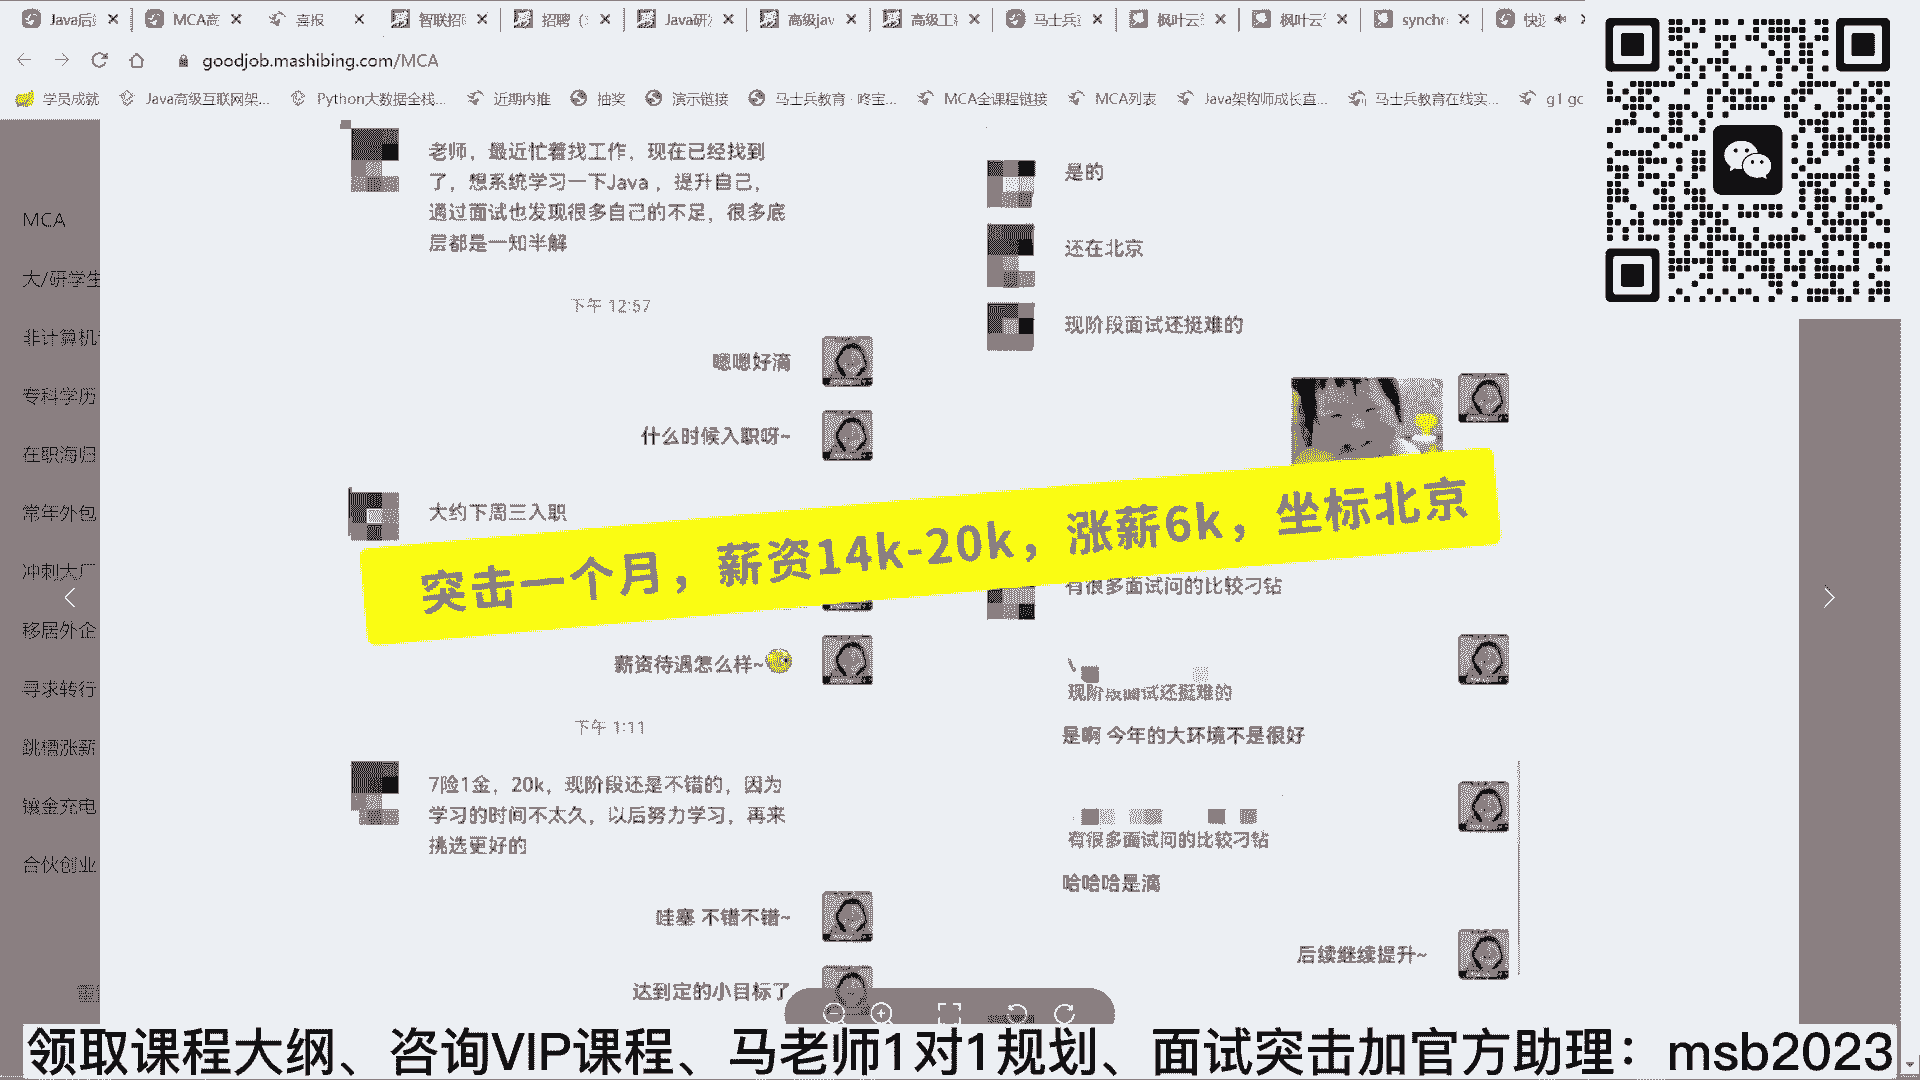 Java后 MCA高 喜报 智联招聘 招聘 Java研发 高级jav 高级工程 马士兵 枫叶云 枫叶云 synchr
goodjob.mashibing.com/MCA
学员成就 Java高级互联网架... Python大数据全栈... 近期内推 抽奖 演示链接 马士兵教育 · 咚宝... MCA全课程链接 MCA列表 Java架构师成长直... 马士兵教育在线实... g1 gc
MCA
大/研学生
非计算机
专科学历
在职海归
常年外包
冲刺大厂
移居外企
寻求转行
跳槽涨薪
镶金充电
合伙创业
老师，最近忙着找工作，现在已经找到
了，想系统学习一下Java，提升自己，
通过面试也发现很多自己的不足，很多底
层都是一知半解
下午 12:57
嗯嗯好滴
什么时候入职呀~
大约下周三入职
薪资待遇怎么样~
下午 1:11
7险1金，20k，现阶段还是不错的，因为
学习的时间不太久，以后努力学习，再来
挑选更好的
哇塞 不错不错~
达到定的小目标了
是的
还在北京
现阶段面试还挺难的
突击一个月，薪资14k-20k，涨薪6k，坐标北京
有很多面试问的比较刁钻
现阶段面试还挺难的
是啊 今年的大环境不是很好
有很多面试问的比较刁钻
哈哈哈是滴
后续继续提升~
领取课程大纲、咨询VIP课程、马老师1对1规划、面试突击加官方助理：msb2023